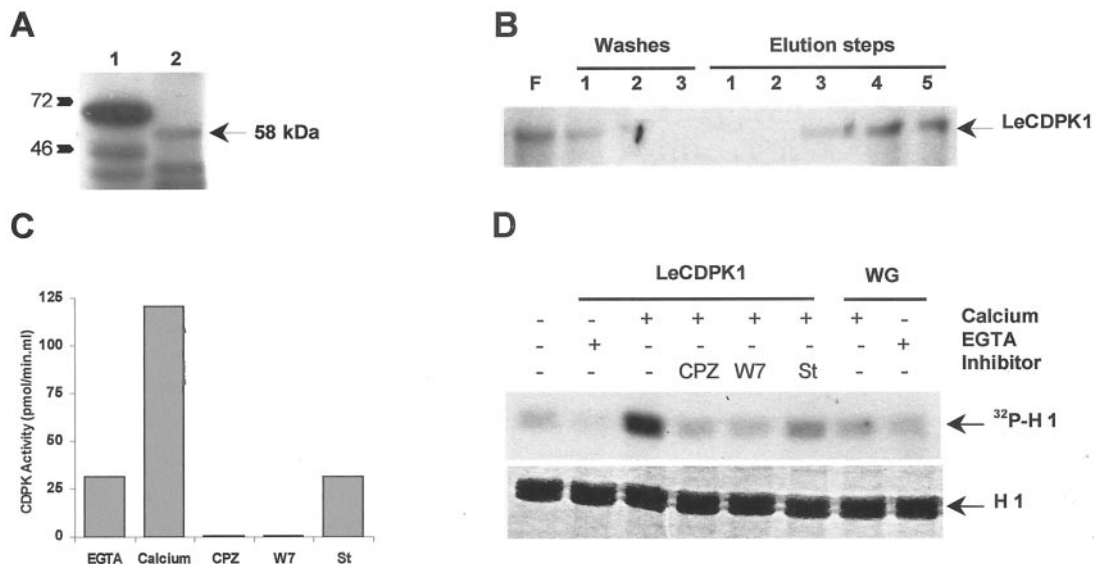 A
1 2
72
46
58 kDa
B
Washes Elution steps
F 1 2 3 1 2 3 4 5
LeCDPK1
C
CDPK Activity (pmol/min.ml)
125
100
75
50
25
0
EGTA Calcium CPZ W7 St
D
LeCDPK1 WG
- - + + + + + - Calcium
- + - - - - - + EGTA
- - - CPZ W7 St - - Inhibitor
³²P-H 1
H 1